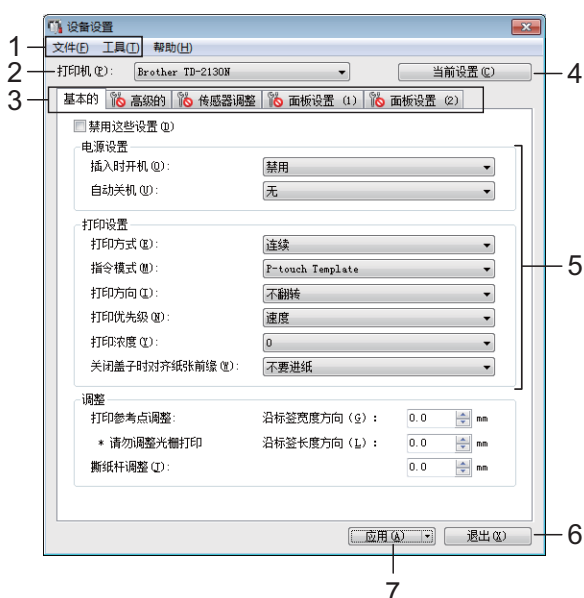 设备设置
1 文件(F) 工具(T) 帮助(H)
2 打印机(P): Brother TD-2130N 当前设置(C) 4
3 基本的 高级的 传感器调整 面板设置 (1) 面板设置 (2)
禁用这些设置(D)
电源设置
插入时开机(O): 禁用
自动关机(U): 无
打印设置
打印方式(E): 连续
指令模式(M): P-touch Template 5
打印方向(I): 不翻转
打印优先级(N): 速度
打印浓度(Y): 0
关闭盖子时对齐纸张前缘(W): 不要进纸
调整
打印参考点调整: 沿标签宽度方向(G): 0.0 mm
* 请勿调整光栅打印 沿标签长度方向(L): 0.0 mm
撕纸杆调整(J): 0.0 mm
应用(A) 退出(X) 6
7